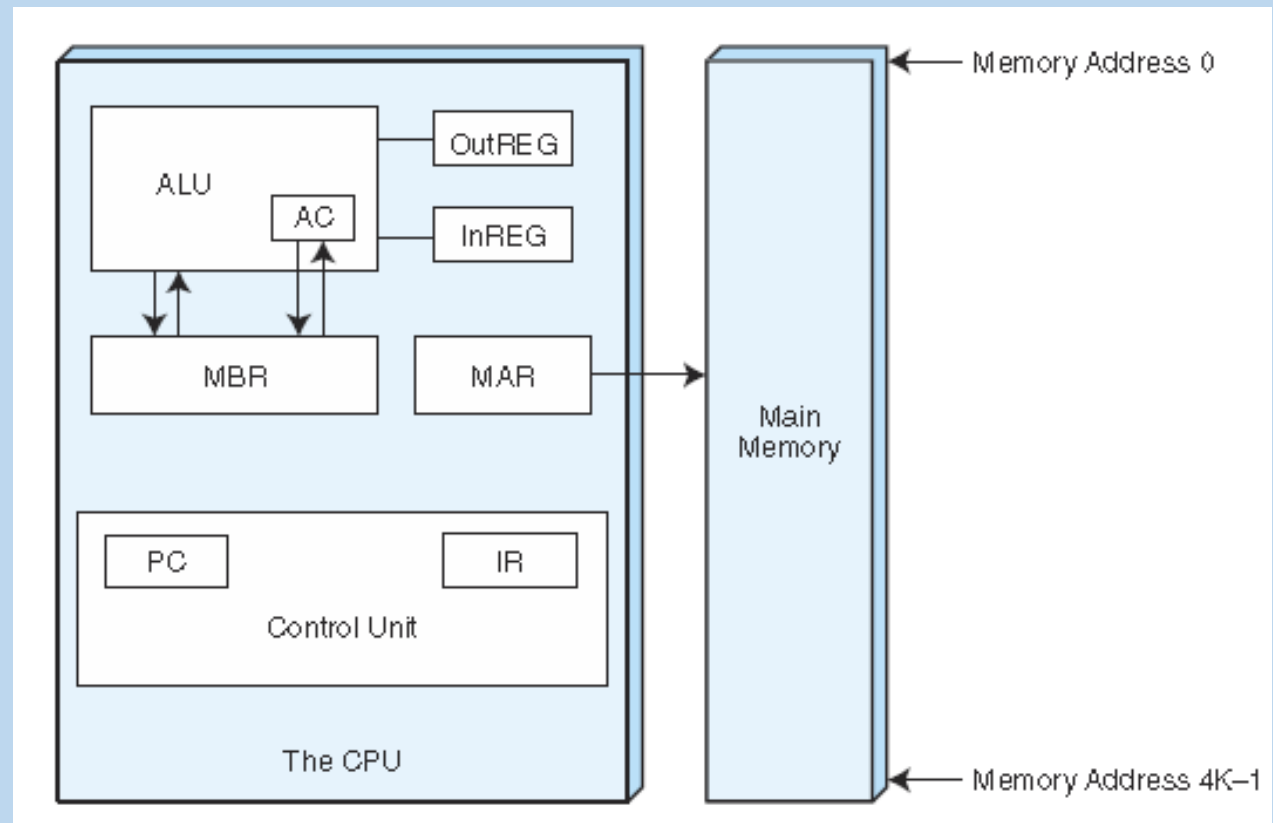 Memory Address 0
OutREG
ALU
AC
InREG
MBR
MAR
Main
Memory
PC
IR
Control Unit
The CPU
Memory Address 4K–1